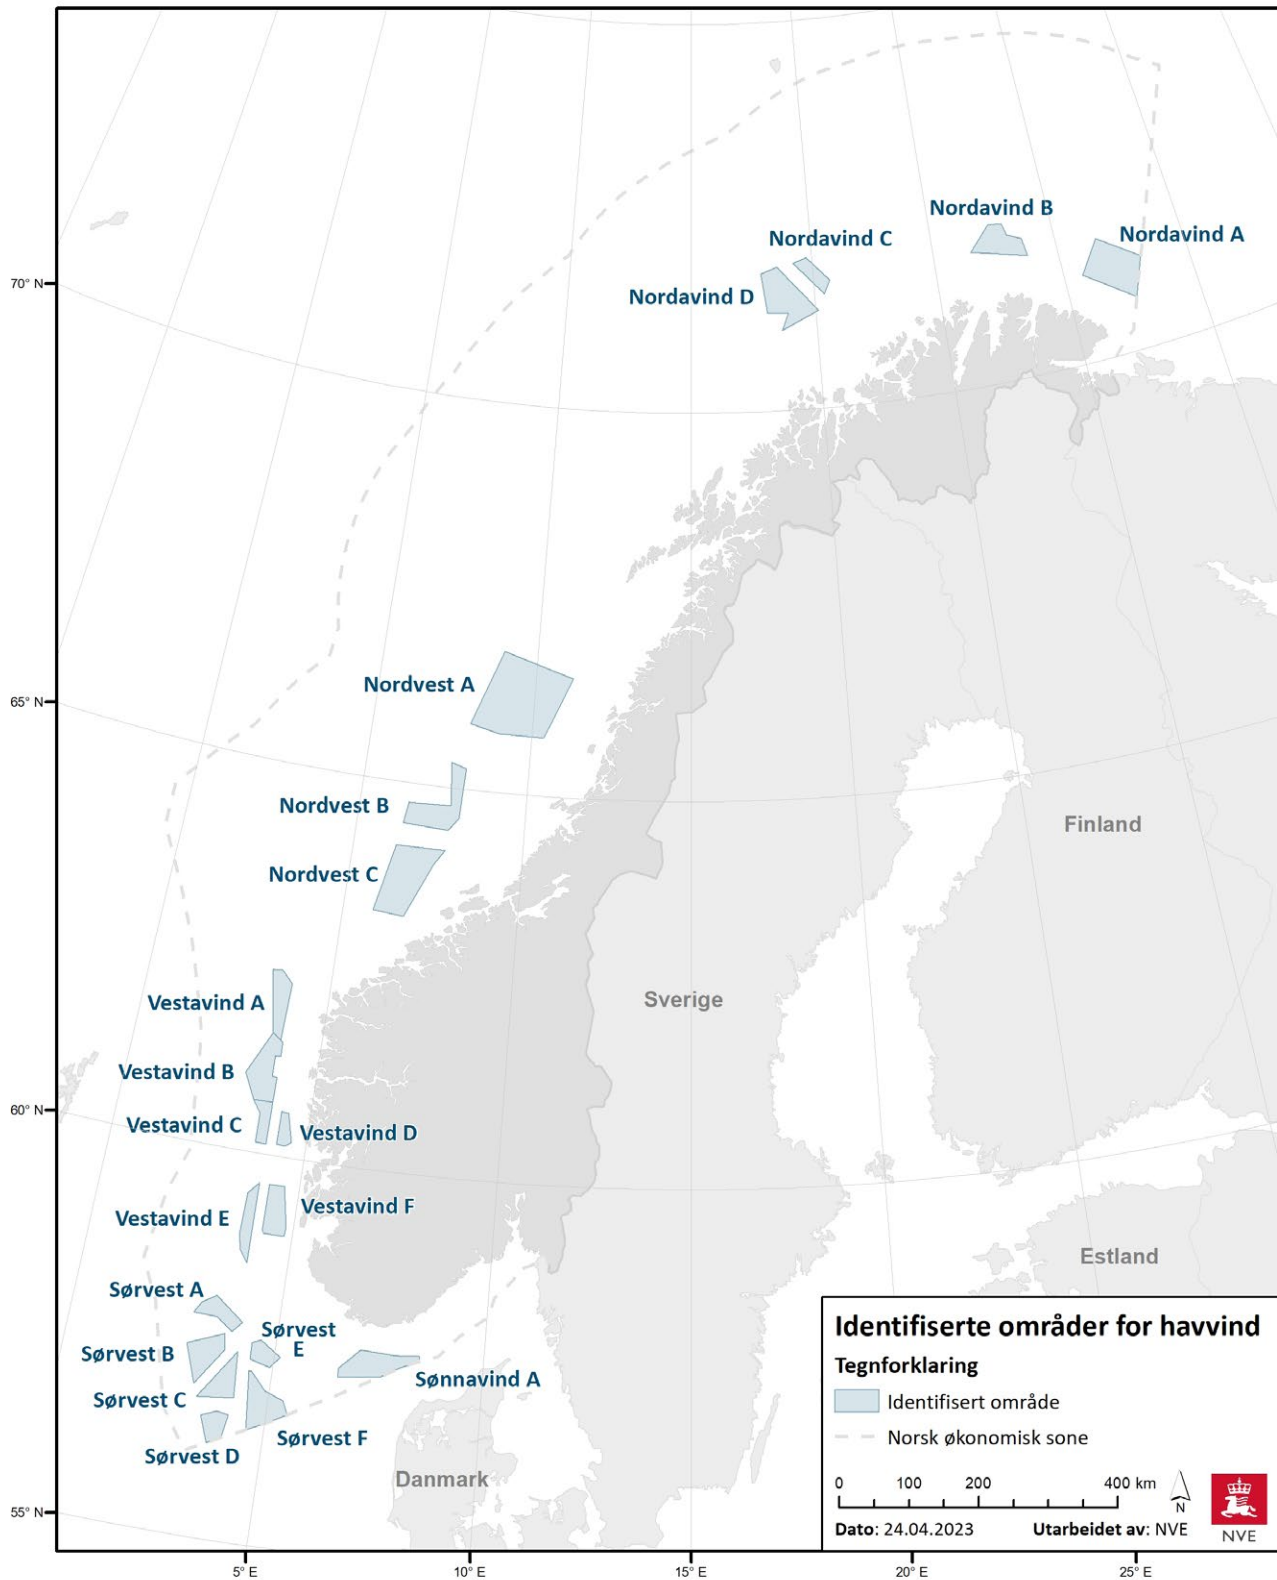 Nordavind B
Nordavind A
Nordavind C
Nordavind D
70° N
Nordvest A
65° N
Nordvest B
Finland
Nordvest C
Sverige
Vestavind A
Vestavind B
60° N
Vestavind C
Vestavind D
Vestavind F
Vestavind E
Estland
Sørvest A
Sørvest
E
Sørvest B
Sønnavind A
Sørvest C
Sørvest F
Sørvest D
Danmark
55° N
Identifiserte områder for havvind
Tegnforklaring
Identifisert område
Norsk økonomisk sone
0 100 200 400 km
N
Dato: 24.04.2023 Utarbeidet av: NVE
NVE
5° E 10° E 15° E 20° E 25° E